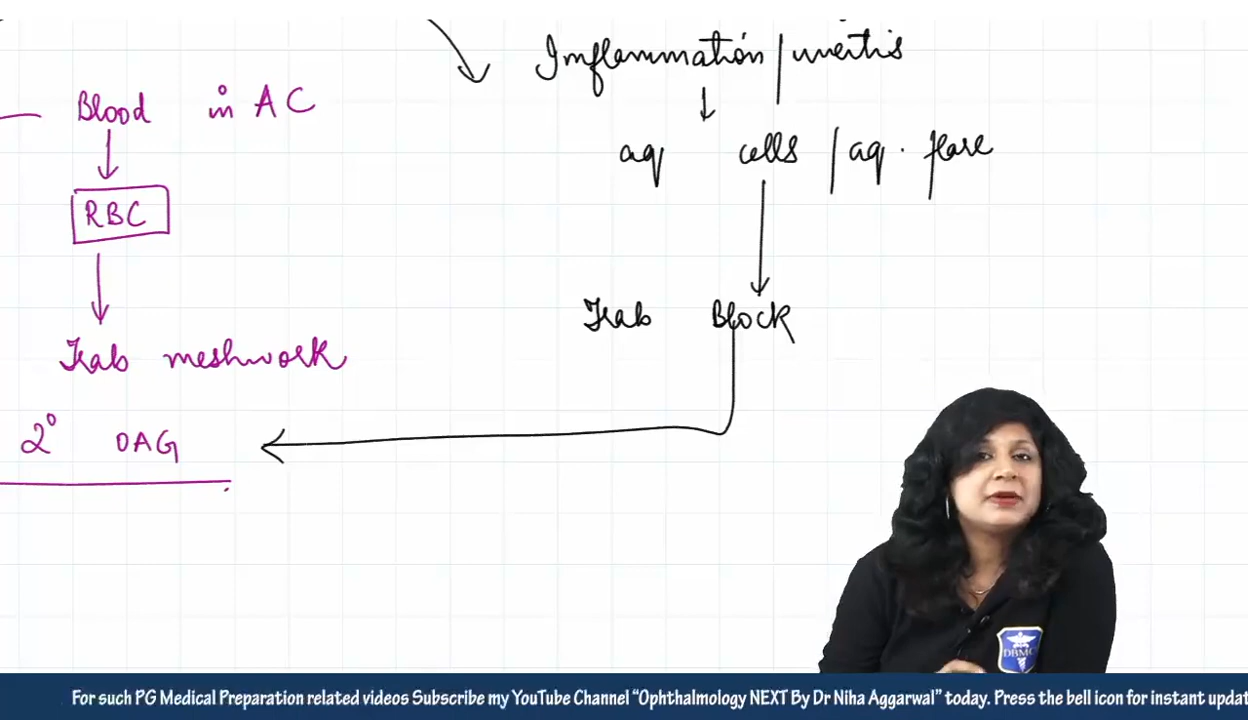 Inflammation / uveitis
Blood in AC
aq cells / aq. flare
RBC
Trab Block
Trab meshwork
2° OAG
DBMC
For such PG Medical Preparation related videos Subscribe my YouTube Channel "Ophthalmology NEXT By Dr Niha Aggarwal" today. Press the bell icon for instant updat